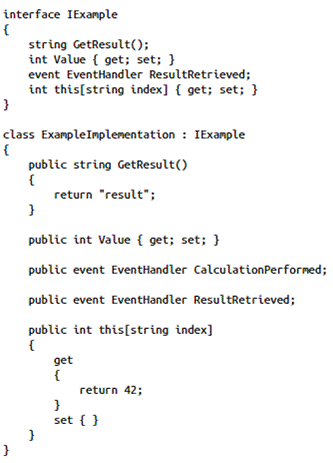 interface IExample
{
    string GetResult();
    int Value { get; set; }
    event EventHandler ResultRetrieved;
    int this[string index] { get; set; }
}
class ExampleImplementation : IExample
{
    public string GetResult()
    {
        return "result";
    }
    public int Value { get; set; }
    public event EventHandler CalculationPerformed;
    public event EventHandler ResultRetrieved;
    public int this[string index]
    {
        get
        {
            return 42;
        }
        set { }
    }
}